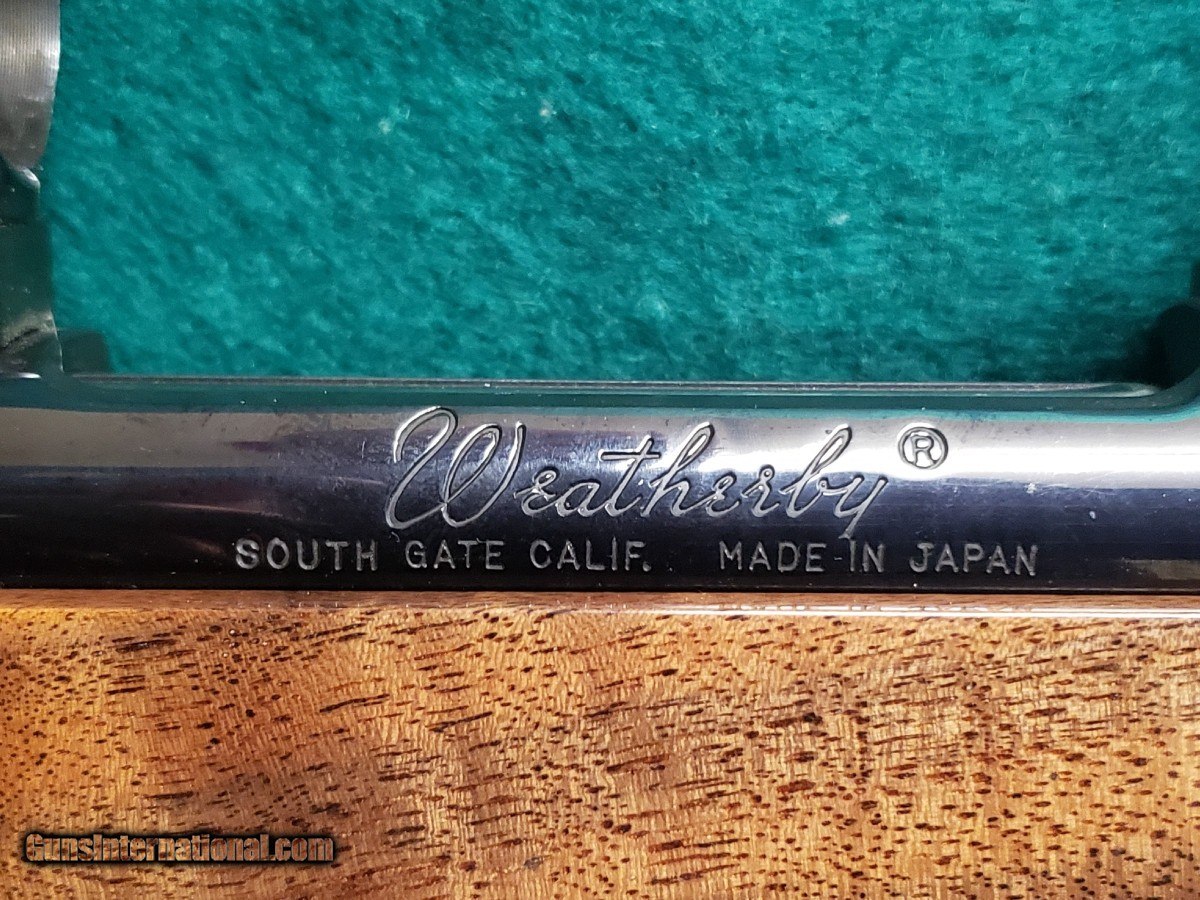 Weatherby®
SOUTH GATE CALIF. MADE IN JAPAN
GunsInternational.com